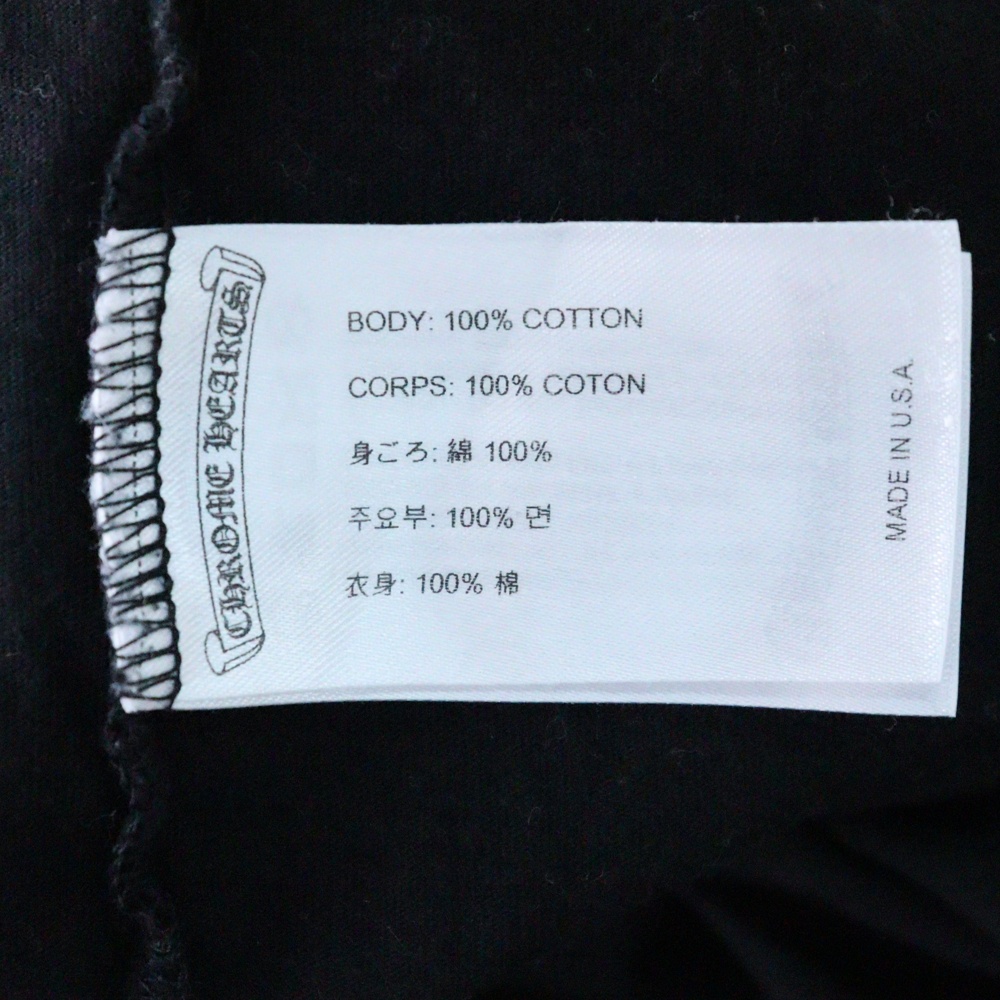 CHROME HEARTS
BODY: 100% COTTON
CORPS: 100% COTON
身ごろ: 綿 100%
주요부: 100% 면
衣身: 100% 棉
MADE IN U.S.A.